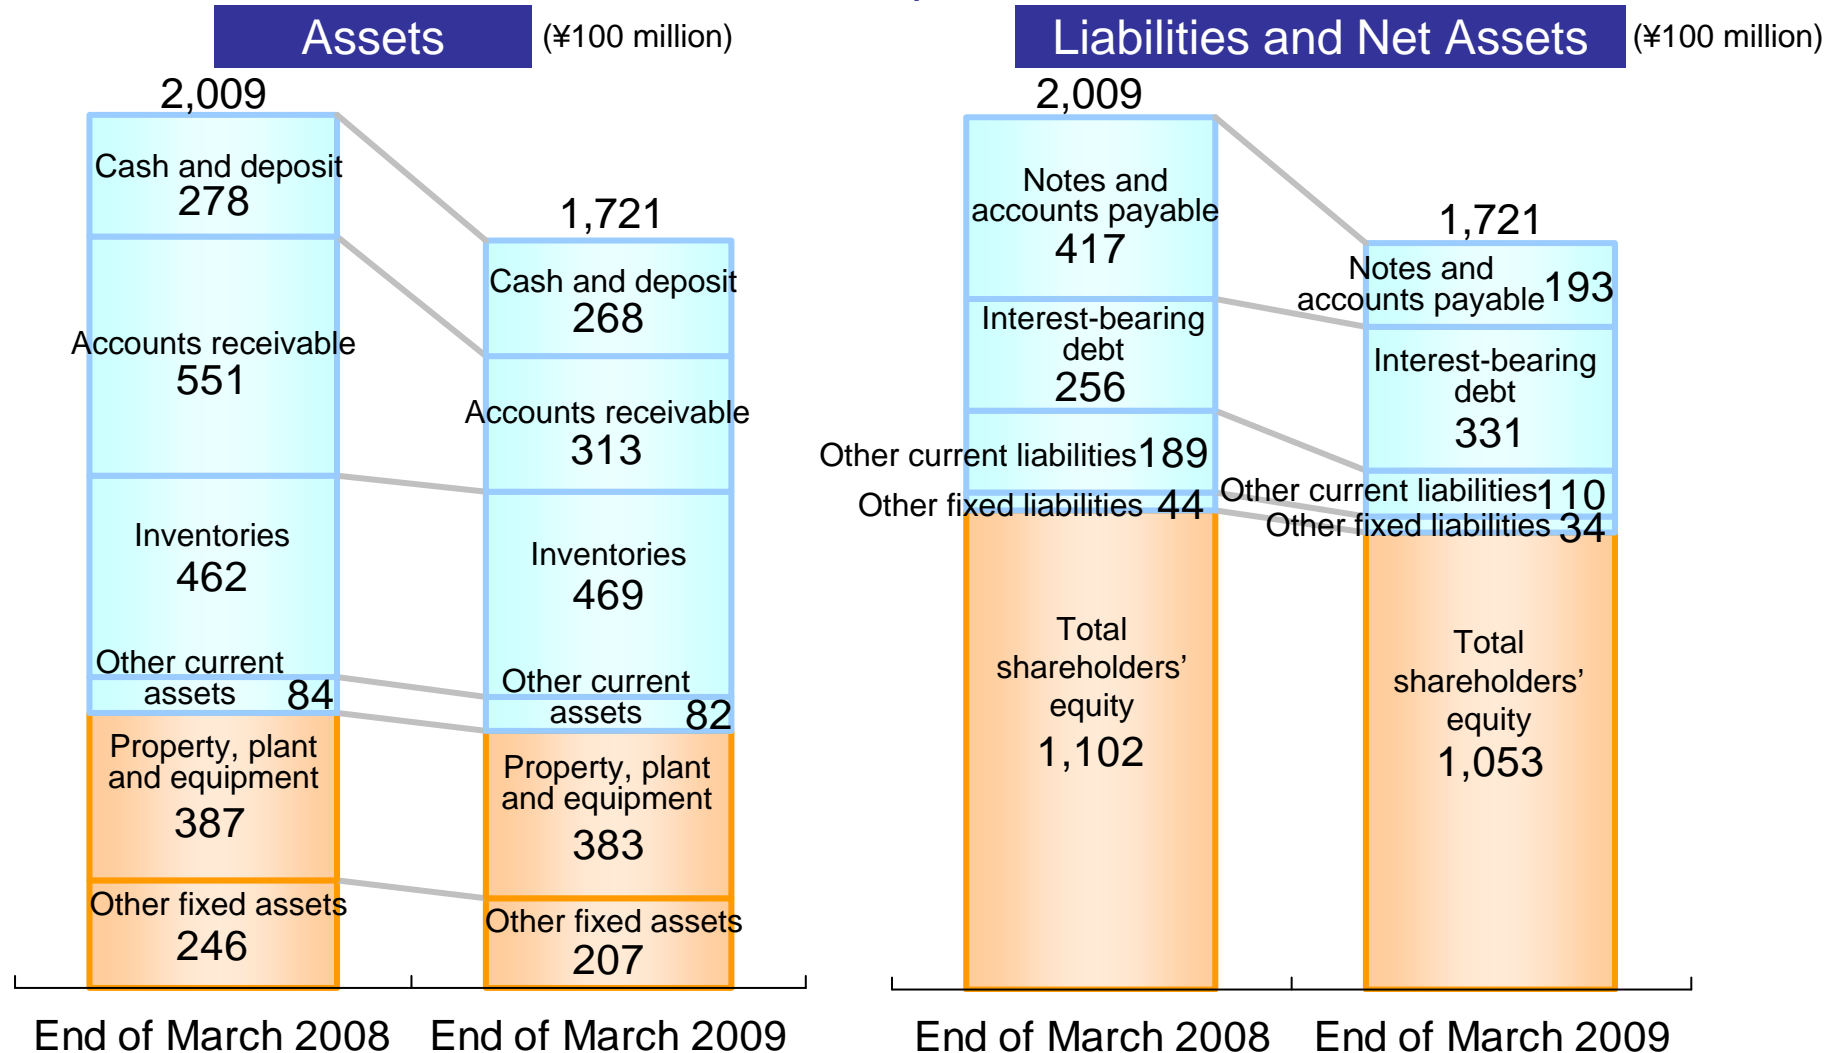 Assets
(¥100 million)
2,009
Cash and deposit
278
Accounts receivable
551
Inventories
462
Other current
assets 84
Property, plant
and equipment
387
Other fixed assets
246
End of March 2008
1,721
Cash and deposit
268
Accounts receivable
313
Inventories
469
Other current
assets 82
Property, plant
and equipment
383
Other fixed assets
207
End of March 2009
Liabilities and Net Assets
(¥100 million)
2,009
Notes and
accounts payable
417
Interest-bearing
debt
256
Other current liabilities 189
Other fixed liabilities 44
Total
shareholders’
equity
1,102
End of March 2008
1,721
Notes and
accounts payable 193
Interest-bearing
debt
331
Other current liabilities 110
Other fixed liabilities 34
Total
shareholders’
equity
1,053
End of March 2009